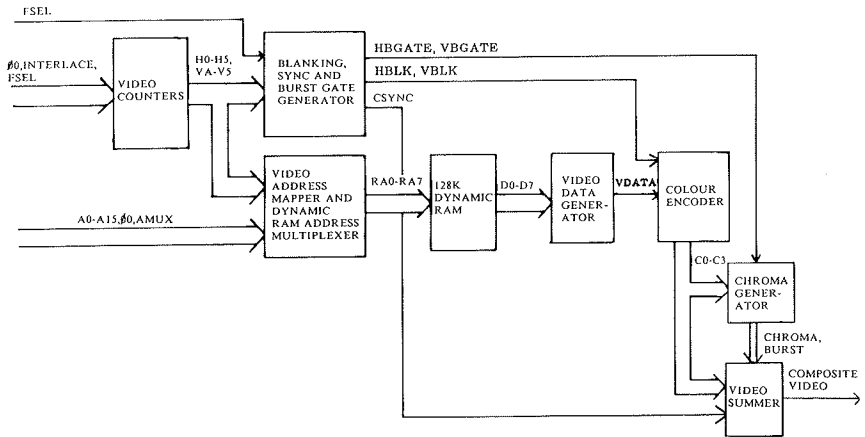 FSEL
Ø0,INTERLACE,
FSEL
VIDEO
COUNTERS
H0-H5,
VA-V5
BLANKING,
SYNC AND
BURST GATE
GENERATOR
HBGATE, VBGATE
HBLK, VBLK
CSYNC
A0-A15,Ø0,AMUX
VIDEO
ADDRESS
MAPPER AND
DYNAMIC
RAM ADDRESS
MULTIPLEXER
RA0-RA7
128K
DYNAMIC
RAM
D0-D7
VIDEO
DATA
GENER-
ATOR
VDATA
COLOUR
ENCODER
C0-C3
CHROMA
GENER-
ATOR
CHROMA,
BURST
VIDEO
SUMMER
COMPOSITE
VIDEO